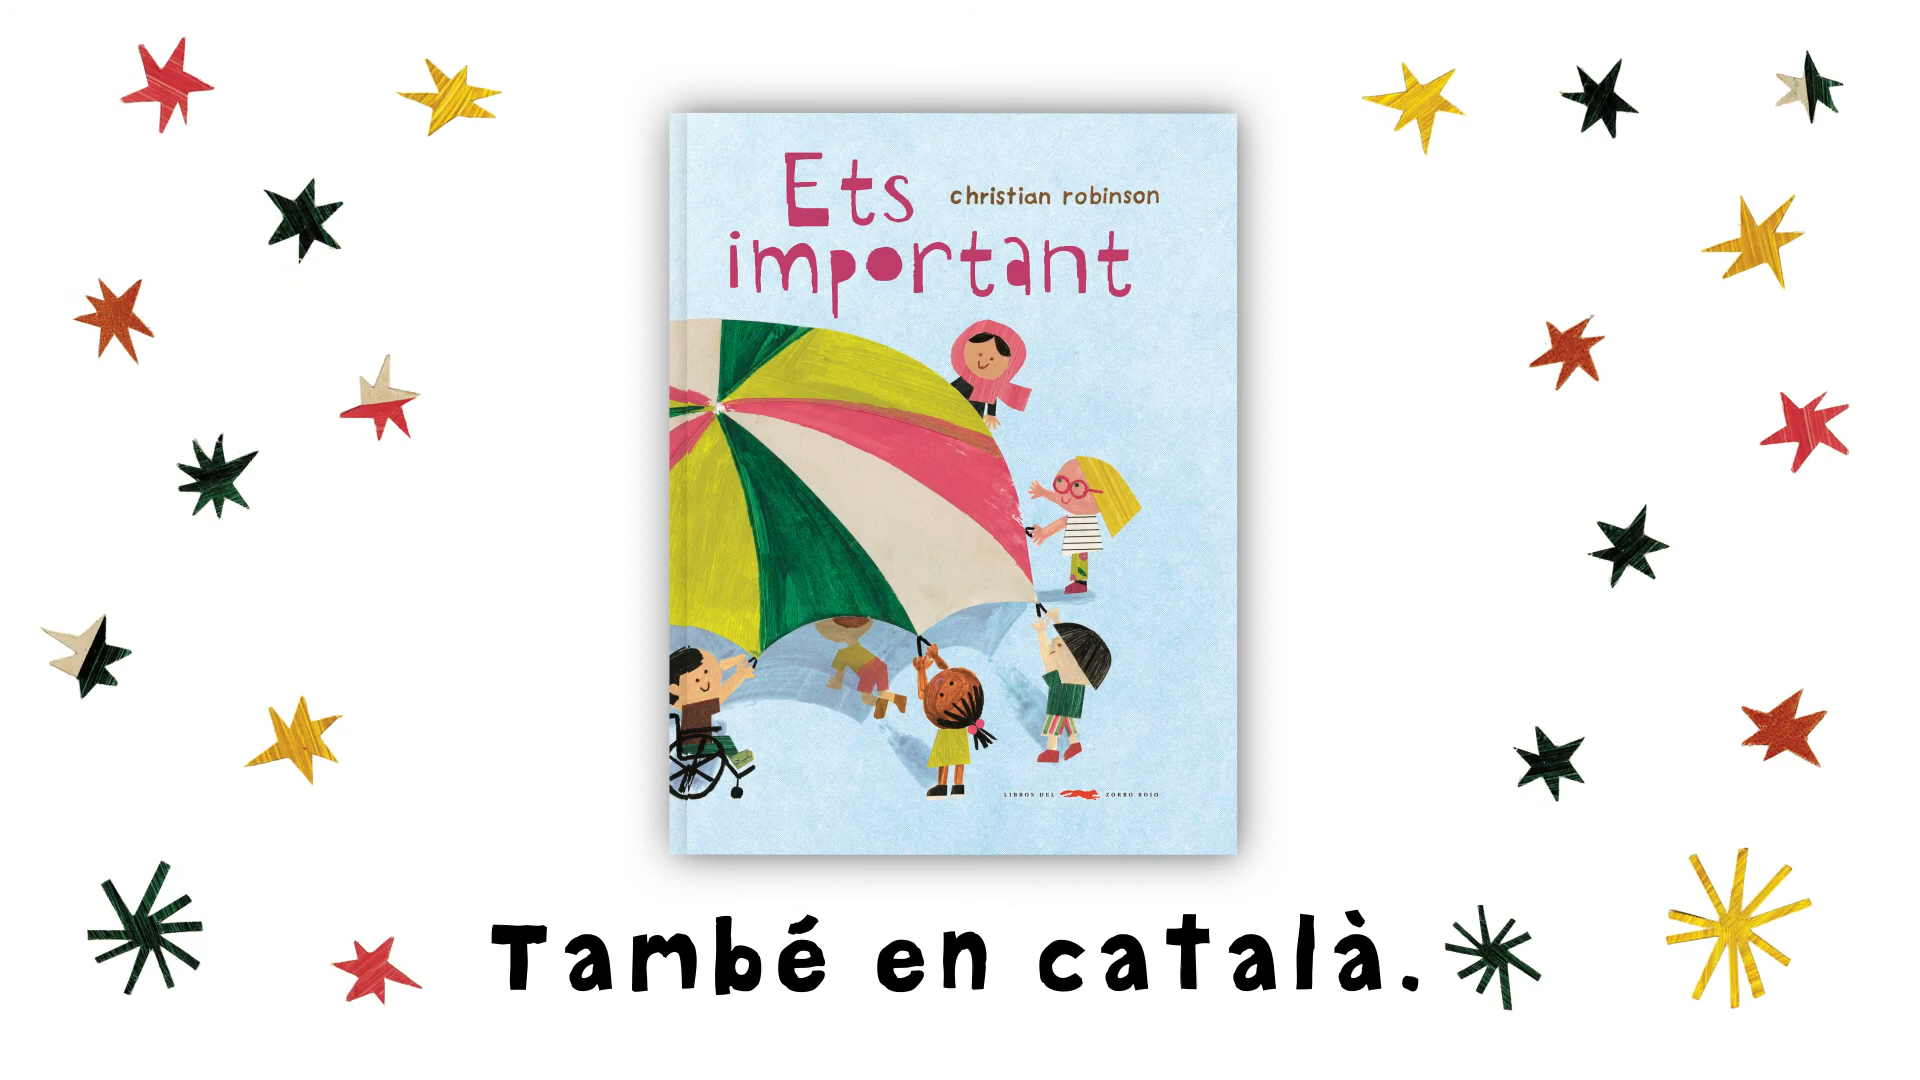 Ets
christian robinson
important
LIBROS DEL ZORRO ROJO
També en català.